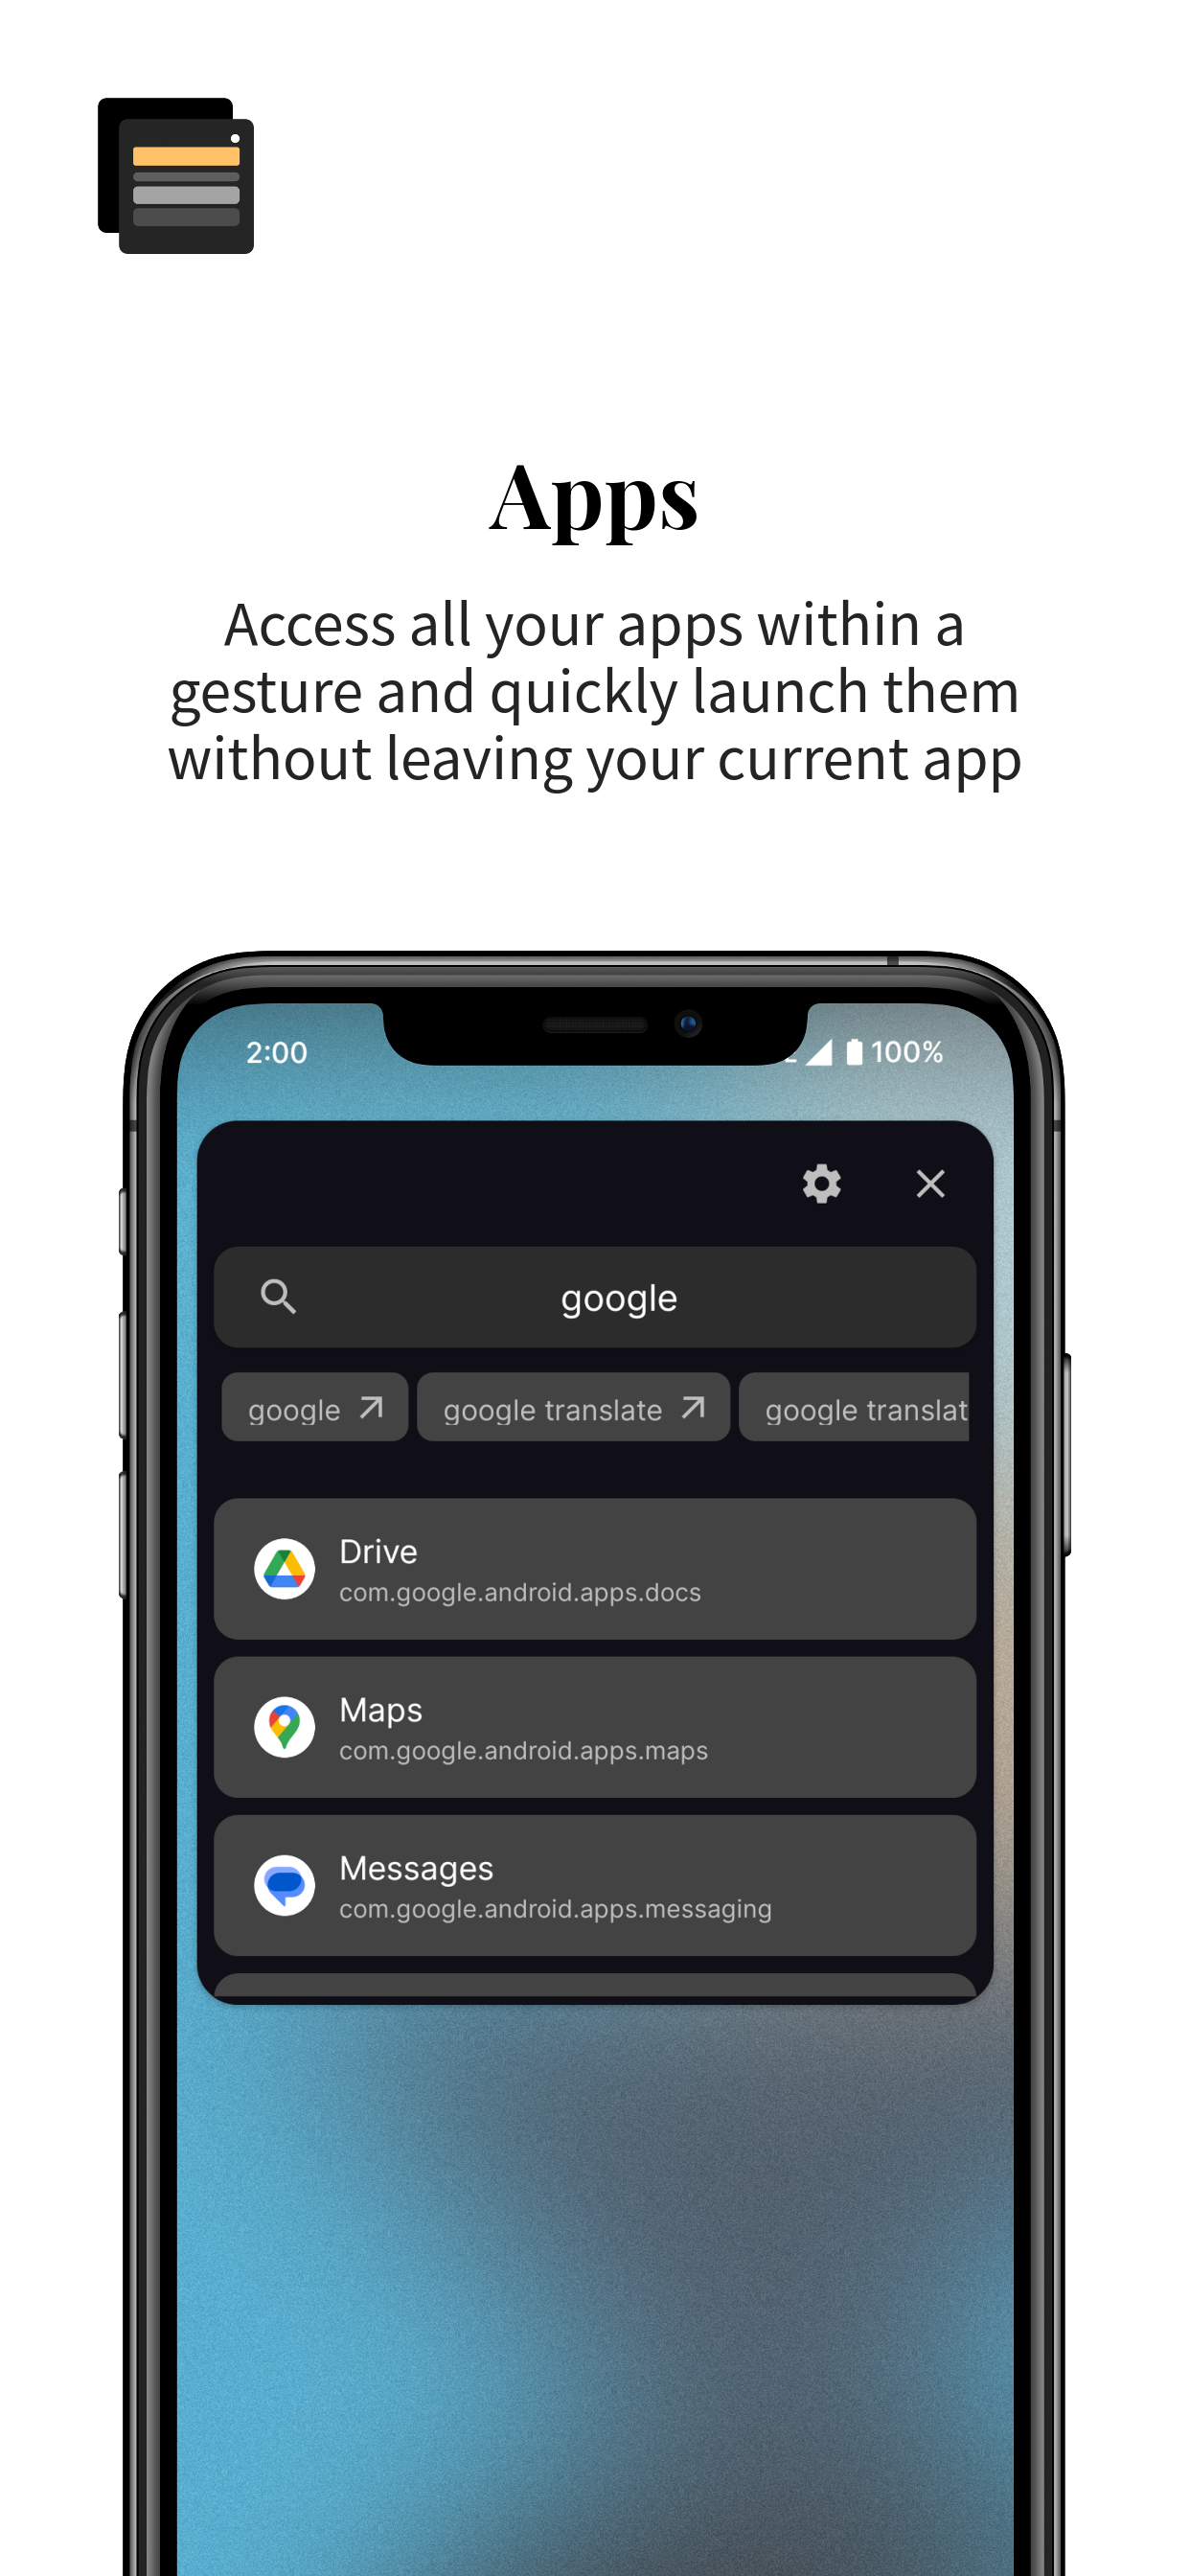 Apps
Access all your apps within a
gesture and quickly launch them
without leaving your current app
2:00
100%
google
google
google translate
google translat
Drive
com.google.android.apps.docs
Maps
com.google.android.apps.maps
Messages
com.google.android.apps.messaging